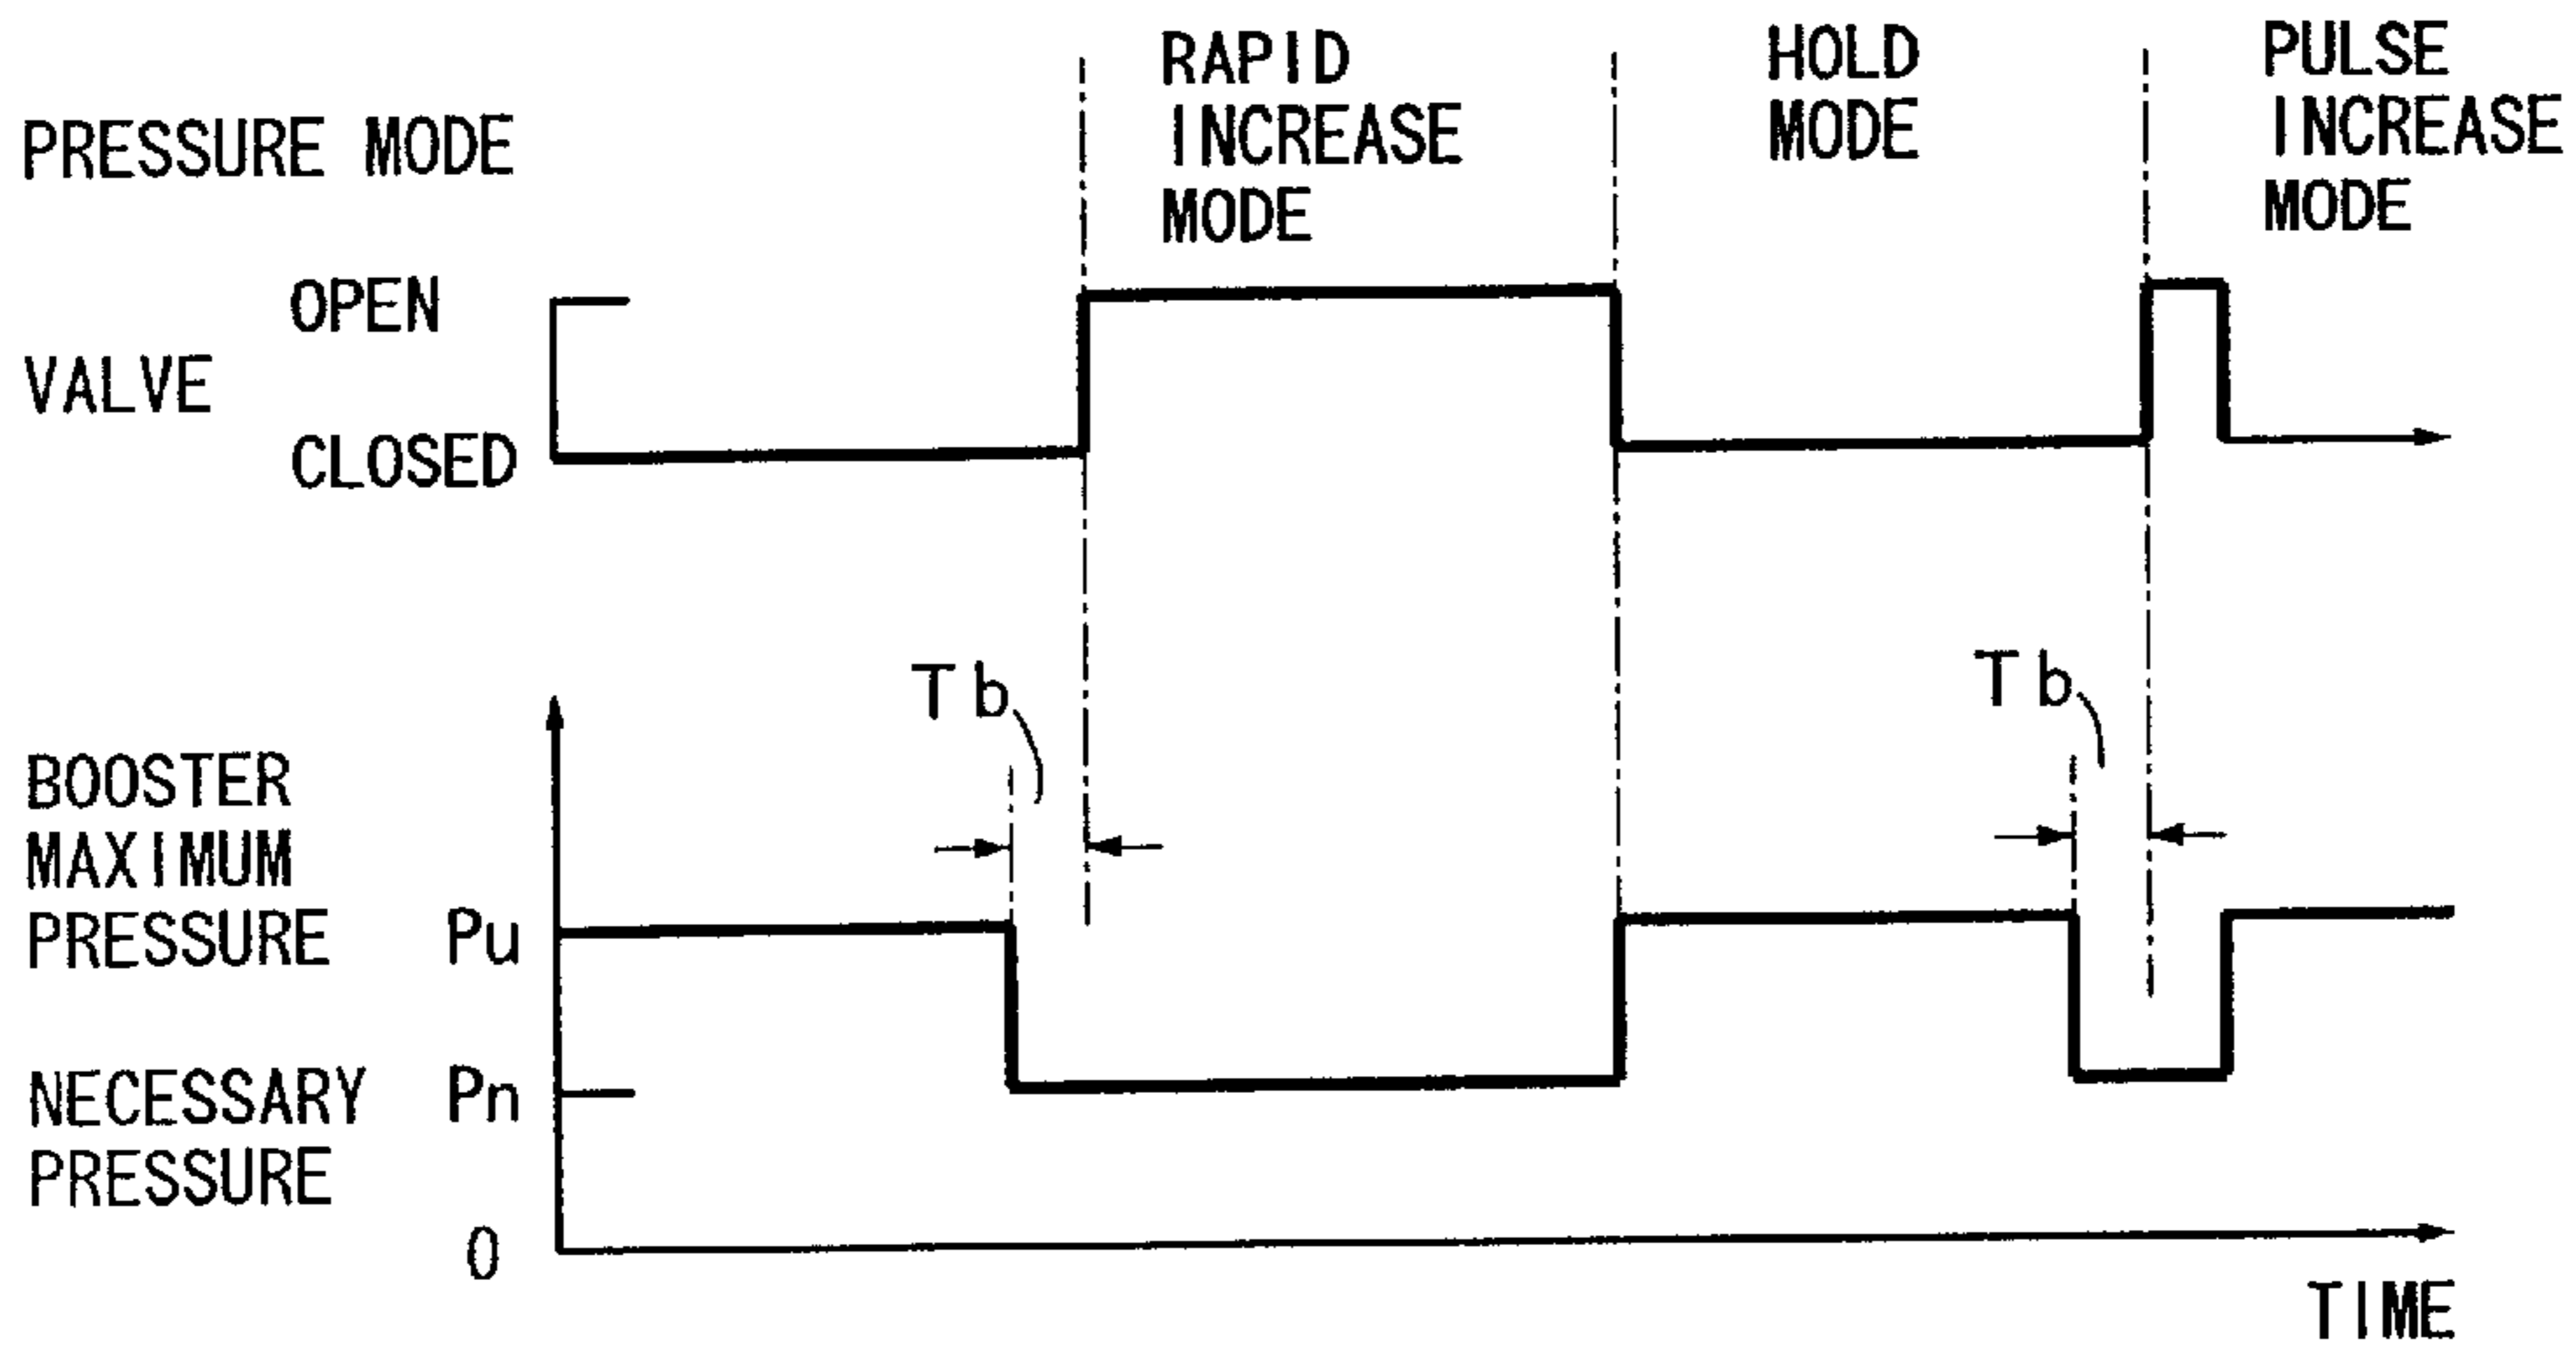 PRESSURE MODE
RAPID
INCREASE
MODE
HOLD
MODE
PULSE
INCREASE
MODE
VALVE
OPEN
CLOSED
Tb
Tb
BOOSTER
MAXIMUM
PRESSURE
Pu
NECESSARY
PRESSURE
Pn
0
TIME